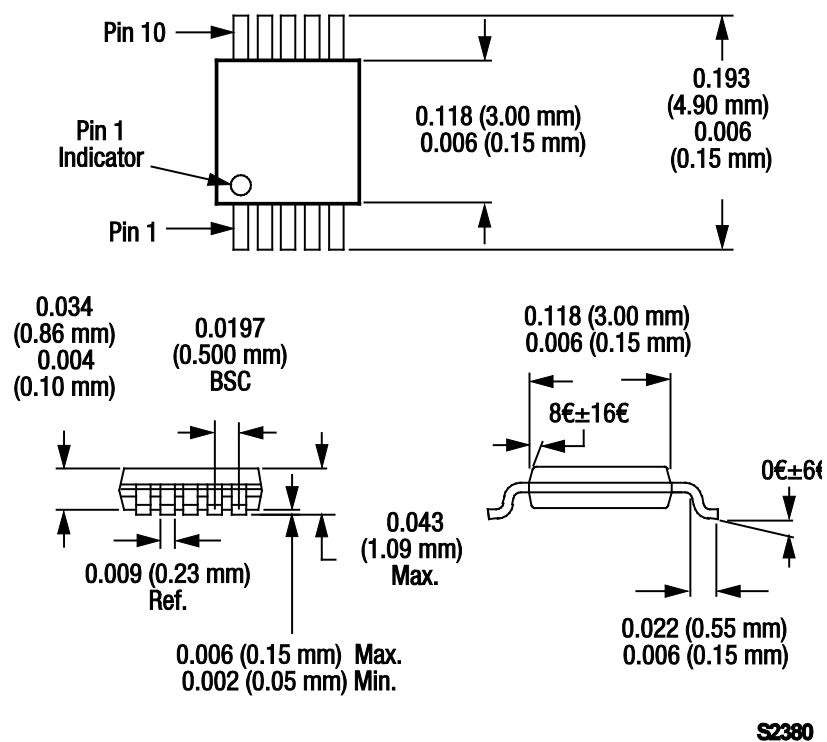 Pin 10
0.193
(4.90 mm)
0.006
(0.15 mm)
0.118 (3.00 mm)
0.006 (0.15 mm)
Pin 1
Indicator
Pin 1
0.034
(0.86 mm)
0.004
(0.10 mm)
0.0197
(0.500 mm)
BSC
0.118 (3.00 mm)
0.006 (0.15 mm)
8€±16€
0€±6€
0.043
(1.09 mm)
Max.
0.009 (0.23 mm)
Ref.
0.022 (0.55 mm)
0.006 (0.15 mm)
0.006 (0.15 mm) Max.
0.002 (0.05 mm) Min.
S2380